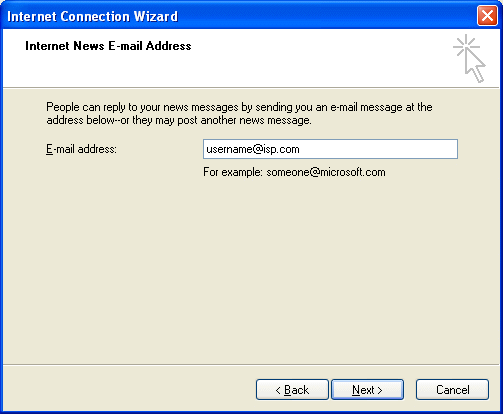 Internet Connection Wizard
Internet News E-mail Address
People can reply to your news messages by sending you an e-mail message at the
address below--or they may post another news message.
E-mail address: username@isp.com
For example: someone@microsoft.com
< Back Next > Cancel